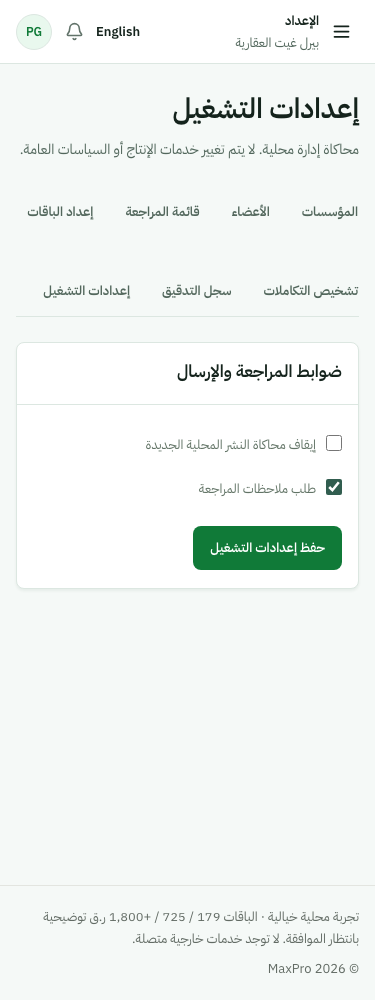 الإعداد
بيرل غيت العقارية
English
PG
إعدادات التشغيل
محاكاة إدارة محلية. لا يتم تغيير خدمات الإنتاج أو السياسات العامة.
المؤسسات الأعضاء قائمة المراجعة إعداد الباقات
تشخيص التكاملات سجل التدقيق إعدادات التشغيل
ضوابط المراجعة والإرسال
إيقاف محاكاة النشر المحلية الجديدة
طلب ملاحظات المراجعة
حفظ إعدادات التشغيل
تجربة محلية خيالية · الباقات 179 / 725 / +1,800 ر.ق توضيحية
بانتظار الموافقة. لا توجد خدمات خارجية متصلة.
© 2026 MaxPro